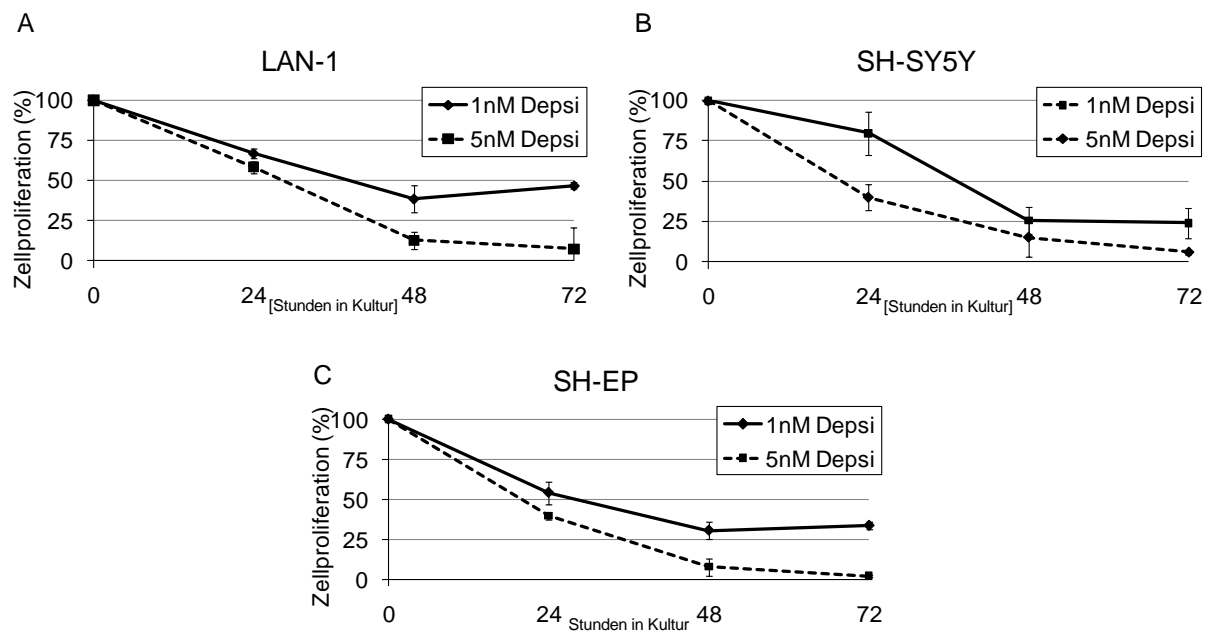 A
LAN-1
Zellproliferation (%)
100
75
50
25
0
0
24
48
72
[Stunden in Kultur]
1nM Depsi
5nM Depsi
B
SH-SY5Y
Zellproliferation (%)
100
75
50
25
0
0
24
48
72
[Stunden in Kultur]
1nM Depsi
5nM Depsi
C
SH-EP
Zellproliferation (%)
100
75
50
25
0
0
24
48
72
Stunden in Kultur
1nM Depsi
5nM Depsi